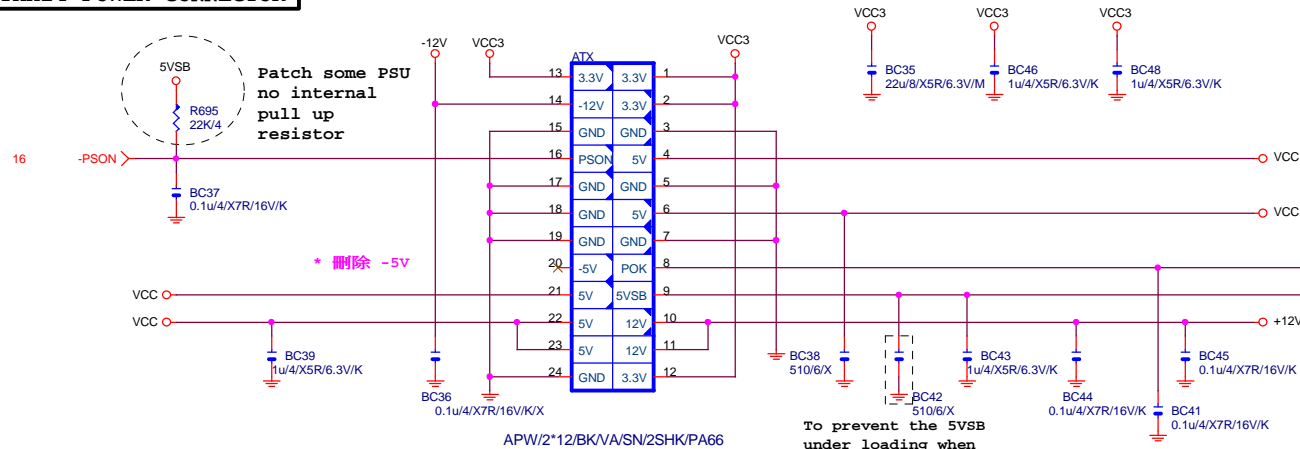 VCC3
VCC3
VCC3
BC35
22u/8/X5R/6.3V/M
BC46
1u/4/X5R/6.3V/K
BC48
1u/4/X5R/6.3V/K
5VSB
R695
22K/4
Patch some PSU
no internal
pull up
resistor
16
-PSON
BC37
0.1u/4/X7R/16V/K
-12V
VCC3
VCC3
ATX
13 3.3V 3.3V 1
14 -12V 3.3V 2
15 GND GND 3
16 PSON 5V 4
17 GND GND 5
18 GND 5V 6
19 GND GND 7
20 -5V POK 8
21 5V 5VSB 9
22 5V 12V 10
23 5V 12V 11
24 GND 3.3V 12
* 刪除 -5V
VCC
VCC
VCC
VCC
+12V
BC39
1u/4/X5R/6.3V/K
BC36
0.1u/4/X7R/16V/K/X
BC38
510/6/X
BC42
510/6/X
BC43
1u/4/X5R/6.3V/K
BC44
0.1u/4/X7R/16V/K
BC45
0.1u/4/X7R/16V/K
BC41
0.1u/4/X7R/16V/K
APW/2*12/BK/VA/SN/2SHK/PA66
To prevent the 5VSB
under loading when